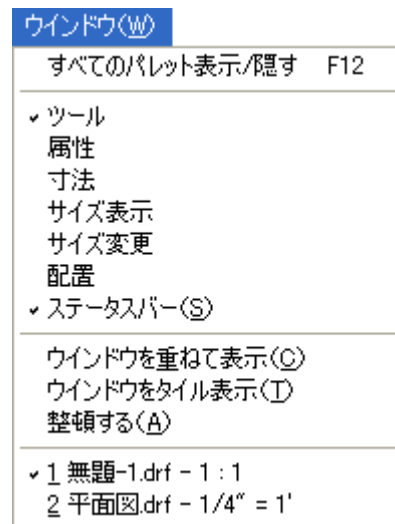 ウインドウ(W)
すべてのパレット表示/隠す F12
ツール
属性
寸法
サイズ表示
サイズ変更
配置
ステータスバー(S)
ウインドウを重ねて表示(C)
ウインドウをタイル表示(T)
整頓する(A)
1 無題-1.drf - 1 : 1
2 平面図.drf - 1/4″ = 1'